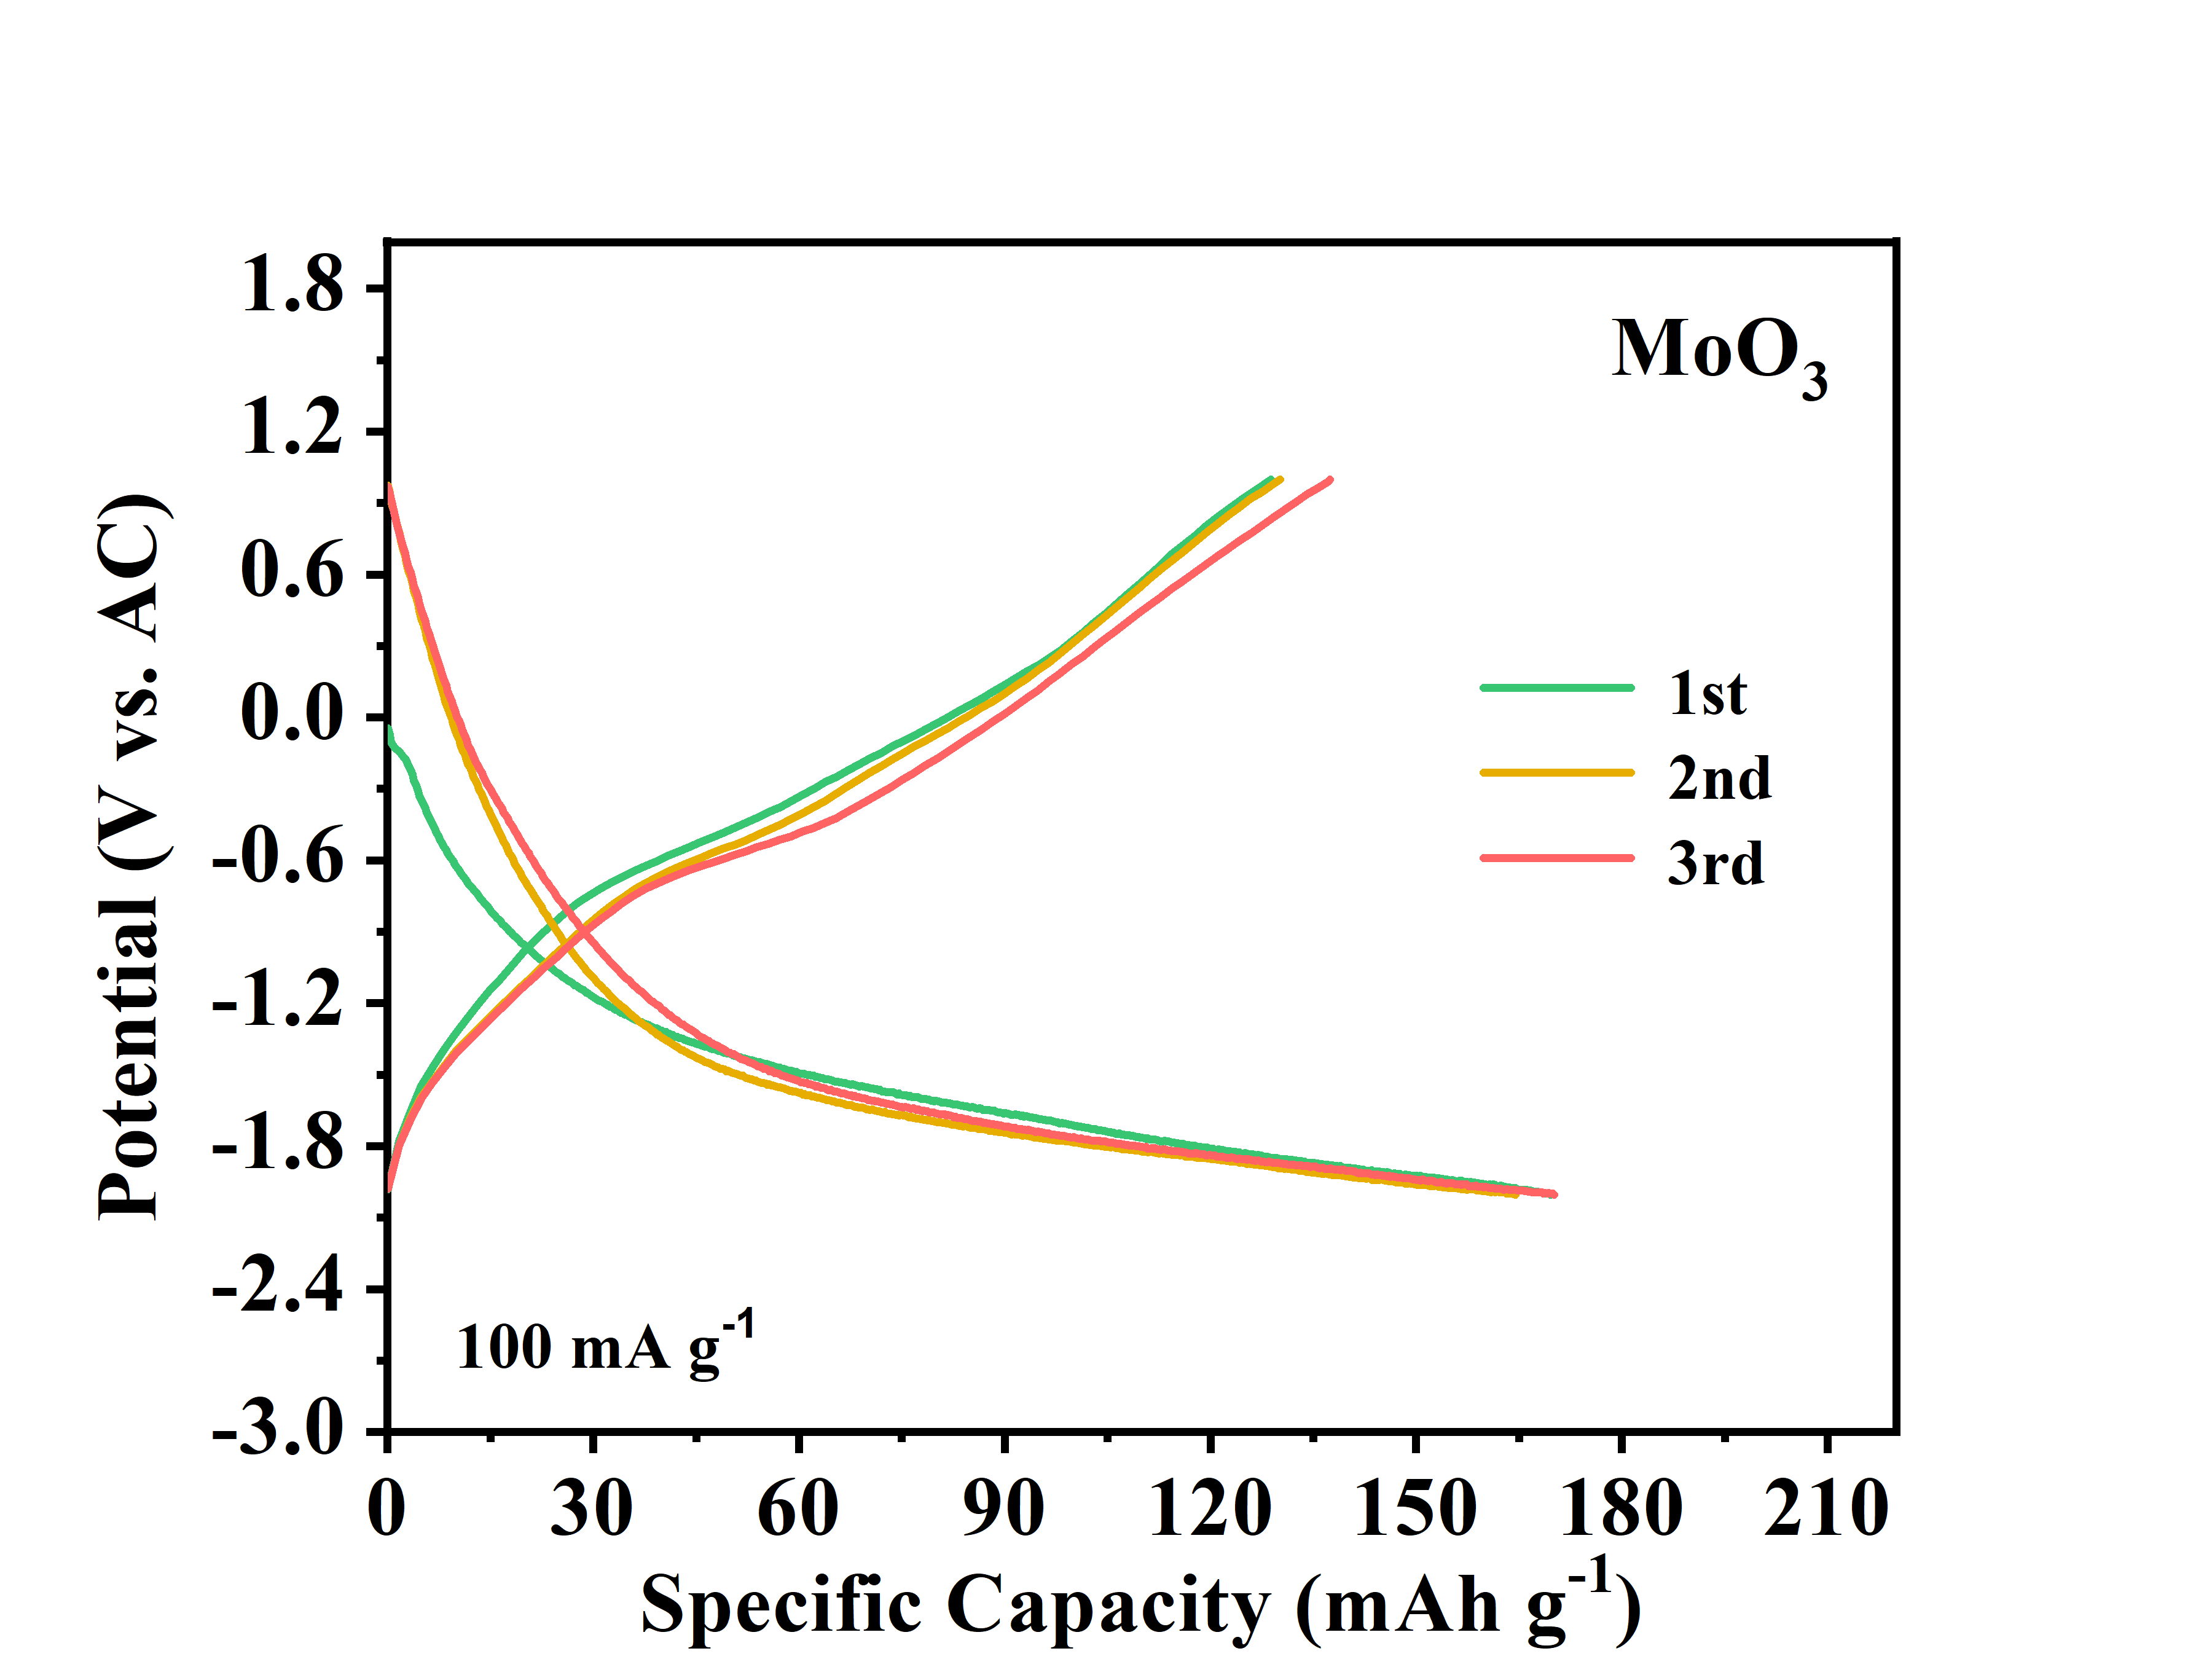 MoO₃
1.8
1.2
0.6
0.0
-0.6
-1.2
-1.8
-2.4
-3.0
Potential (V vs. AC)
1st
2nd
3rd
100 mA g⁻¹
0 30 60 90 120 150 180 210
Specific Capacity (mAh g⁻¹)